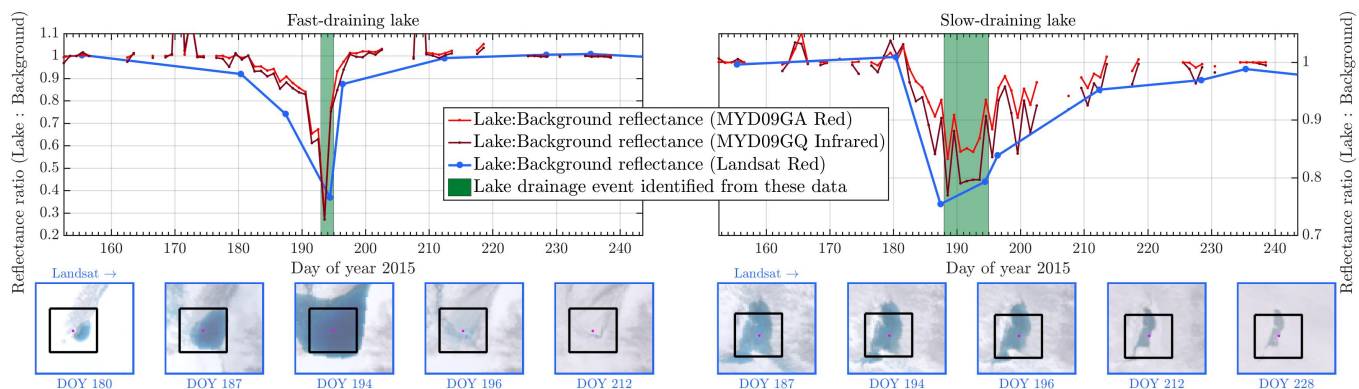 Fast-draining lake
Slow-draining lake
Reflectance ratio (Lake : Background)
1.1
1
0.9
0.8
0.7
0.6
0.5
0.4
0.3
0.2
160
170
180
190
200
210
220
230
240
Day of year 2015
Lake:Background reflectance (MYD09GA Red)
Lake:Background reflectance (MYD09GQ Infrared)
Lake:Background reflectance (Landsat Red)
Lake drainage event identified from these data
1
0.9
0.8
0.7
160
170
180
190
200
210
220
230
240
Day of year 2015
Reflectance ratio (Lake : Background)
Landsat →
DOY 180
DOY 187
DOY 194
DOY 196
DOY 212
Landsat →
DOY 187
DOY 194
DOY 196
DOY 212
DOY 228